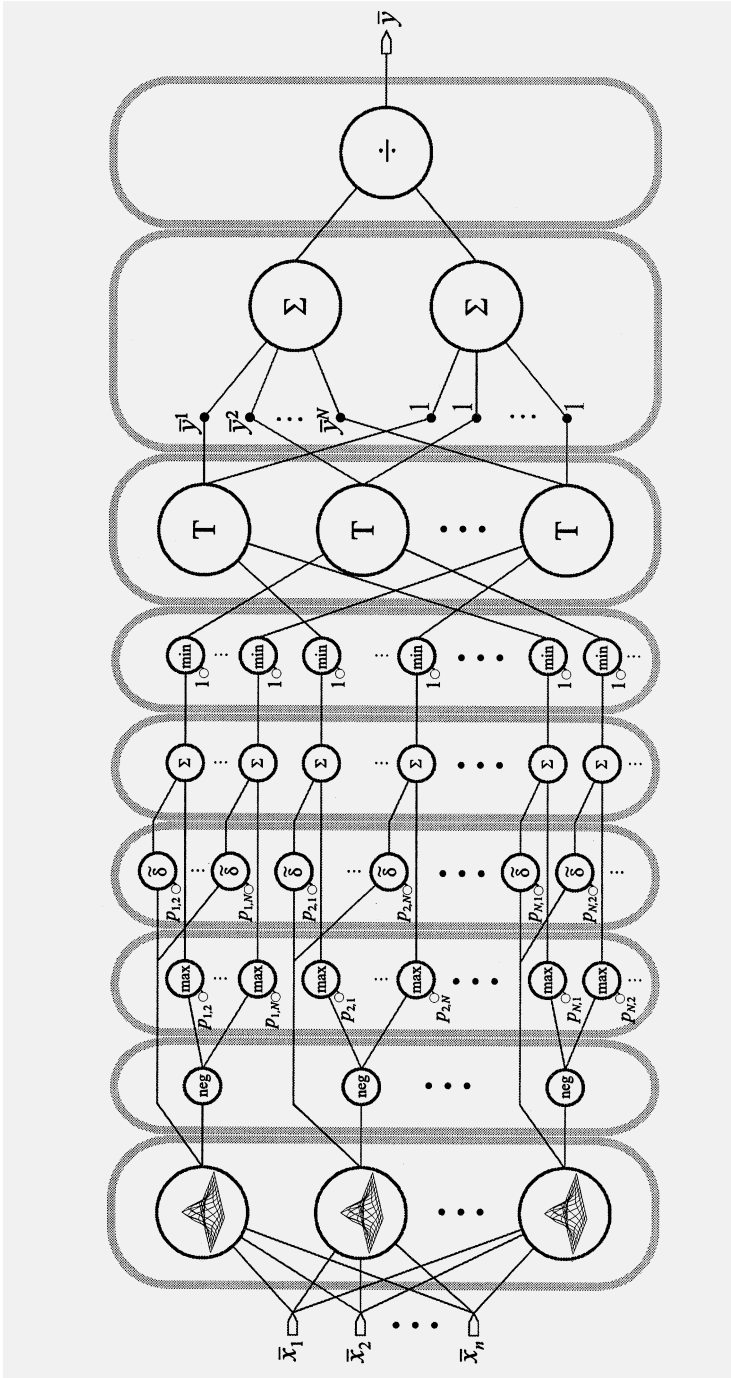 x̄₁
x̄₂
• • •
x̄ₙ
• • •
neg
neg
• • •
neg
max p₁,₂
...
max p₁,N
max p₂,₁
...
max p₂,N
• • •
max pN,₁
max pN,₂
...
δ̃ p₁,₂
...
δ̃ p₁,N
δ̃ p₂,₁
...
δ̃ p₂,N
• • •
δ̃ pN,₁
δ̃ pN,₂
...
Σ
...
Σ
Σ
...
Σ
• • •
Σ
Σ
...
min 1
...
min 1
min 1
...
min 1
• • •
min 1
min 1
...
T
T
• • •
T
ȳ¹
ȳ²
...
ȳᴺ
1
1
...
1
Σ
Σ
÷
ȳ